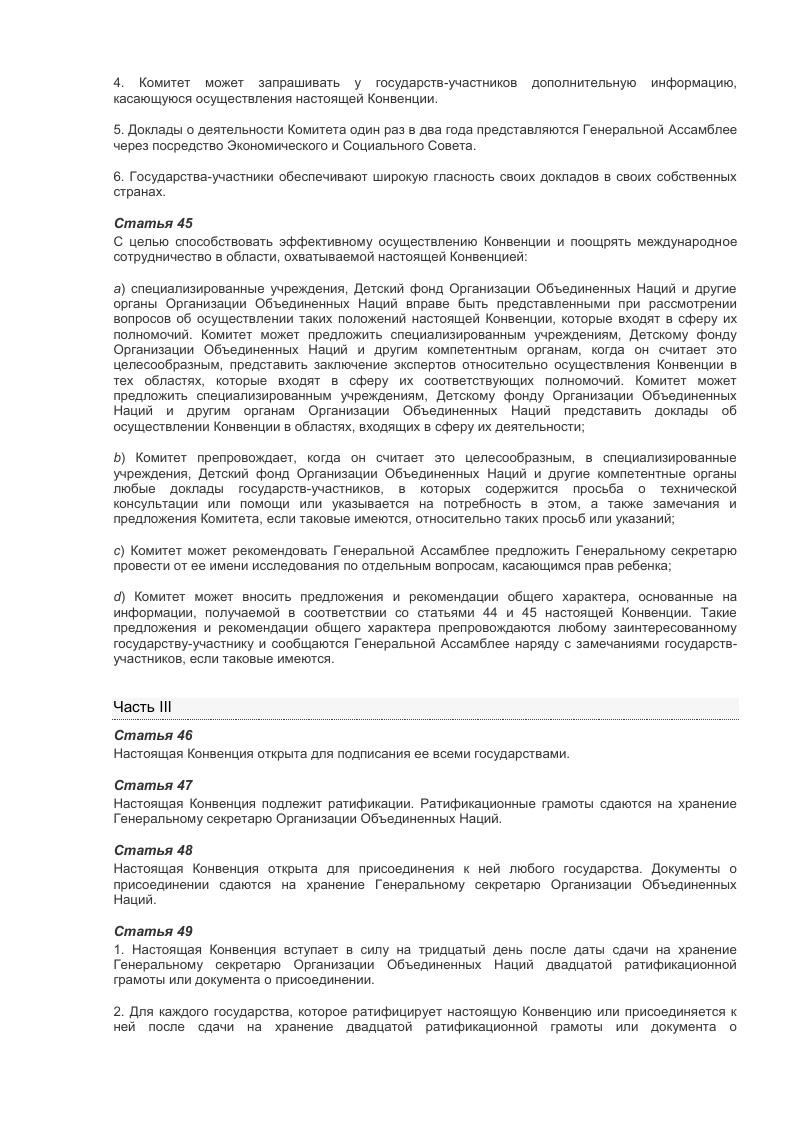 4. Комитет может запрашивать у государств-участников дополнительную информацию,
касающуюся осуществления настоящей Конвенции.
5. Доклады о деятельности Комитета один раз в два года представляются Генеральной Ассамблее
через посредство Экономического и Социального Совета.
6. Государства-участники обеспечивают широкую гласность своих докладов в своих собственных
странах.
Статья 45
С целью способствовать эффективному осуществлению Конвенции и поощрять международное
сотрудничество в области, охватываемой настоящей Конвенцией:
a) специализированные учреждения, Детский фонд Организации Объединенных Наций и другие
органы Организации Объединенных Наций вправе быть представленными при рассмотрении
вопросов об осуществлении таких положений настоящей Конвенции, которые входят в сферу их
полномочий. Комитет может предложить специализированным учреждениям, Детскому фонду
Организации Объединенных Наций и другим компетентным органам, когда он считает это
целесообразным, представить заключение экспертов относительно осуществления Конвенции в
тех областях, которые входят в сферу их соответствующих полномочий. Комитет может
предложить специализированным учреждениям, Детскому фонду Организации Объединенных
Наций и другим органам Организации Объединенных Наций представить доклады об
осуществлении Конвенции в областях, входящих в сферу их деятельности;
b) Комитет препровождает, когда он считает это целесообразным, в специализированные
учреждения, Детский фонд Организации Объединенных Наций и другие компетентные органы
любые доклады государств-участников, в которых содержится просьба о технической
консультации или помощи или указывается на потребность в этом, а также замечания и
предложения Комитета, если таковые имеются, относительно таких просьб или указаний;
c) Комитет может рекомендовать Генеральной Ассамблее предложить Генеральному секретарю
провести от ее имени исследования по отдельным вопросам, касающимся прав ребенка;
d) Комитет может вносить предложения и рекомендации общего характера, основанные на
информации, получаемой в соответствии со статьями 44 и 45 настоящей Конвенции. Такие
предложения и рекомендации общего характера препровождаются любому заинтересованному
государству-участнику и сообщаются Генеральной Ассамблее наряду с замечаниями государств-
участников, если таковые имеются.
Часть III
Статья 46
Настоящая Конвенция открыта для подписания ее всеми государствами.
Статья 47
Настоящая Конвенция подлежит ратификации. Ратификационные грамоты сдаются на хранение
Генеральному секретарю Организации Объединенных Наций.
Статья 48
Настоящая Конвенция открыта для присоединения к ней любого государства. Документы о
присоединении сдаются на хранение Генеральному секретарю Организации Объединенных
Наций.
Статья 49
1. Настоящая Конвенция вступает в силу на тридцатый день после даты сдачи на хранение
Генеральному секретарю Организации Объединенных Наций двадцатой ратификационной
грамоты или документа о присоединении.
2. Для каждого государства, которое ратифицирует настоящую Конвенцию или присоединяется к
ней после сдачи на хранение двадцатой ратификационной грамоты или документа о